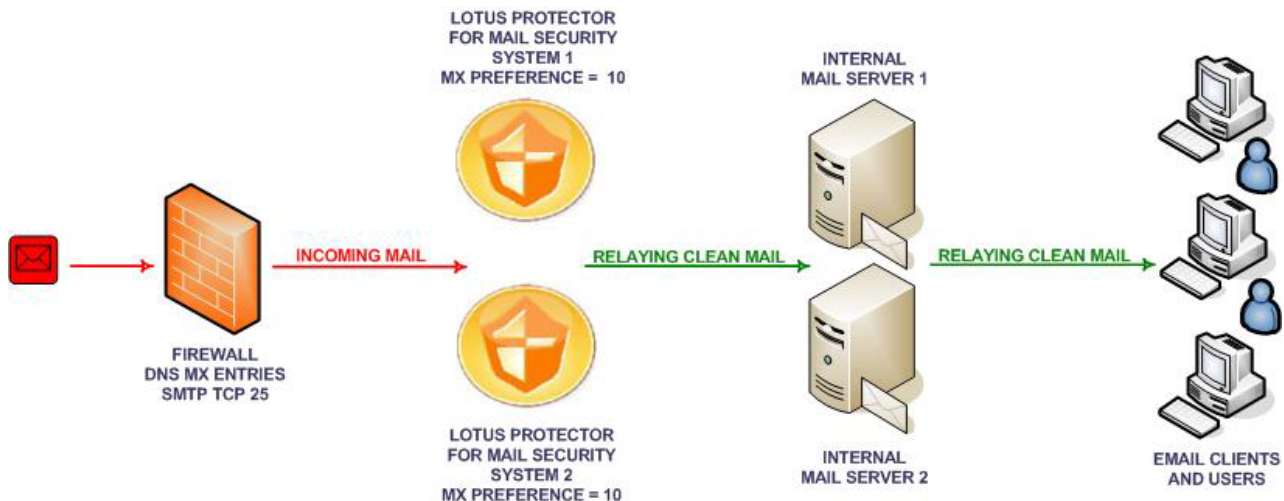 LOTUS PROTECTOR
FOR MAIL SECURITY
SYSTEM 1
MX PREFERENCE = 10
INTERNAL
MAIL SERVER 1
INCOMING MAIL
RELAYING CLEAN MAIL
RELAYING CLEAN MAIL
FIREWALL
DNS MX ENTRIES
SMTP TCP 25
LOTUS PROTECTOR
FOR MAIL SECURITY
SYSTEM 2
MX PREFERENCE = 10
INTERNAL
MAIL SERVER 2
EMAIL CLIENTS
AND USERS